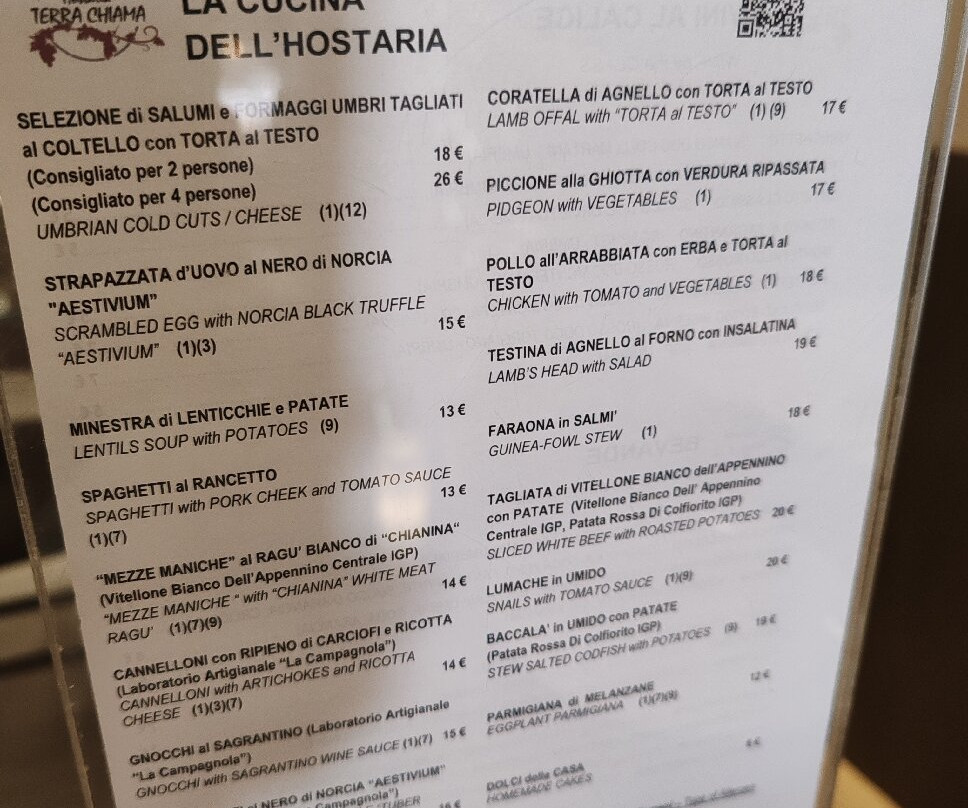 TERRA CHIAMA
LA CUCINA
DELL'HOSTARIA
SELEZIONE di SALUMI e FORMAGGI UMBRI TAGLIATI
al COLTELLO con TORTA al TESTO
(Consigliato per 2 persone) 18 €
(Consigliato per 4 persone) 26 €
UMBRIAN COLD CUTS / CHEESE (1)(12)
STRAPAZZATA d'UOVO al NERO di NORCIA
"AESTIVIUM"
SCRAMBLED EGG with NORCIA BLACK TRUFFLE
"AESTIVIUM" (1)(3) 15 €
MINESTRA di LENTICCHIE e PATATE 13 €
LENTILS SOUP with POTATOES (9)
SPAGHETTI al RANCETTO
SPAGHETTI with PORK CHEEK and TOMATO SAUCE
(1)(7) 13 €
"MEZZE MANICHE" al RAGU' BIANCO di "CHIANINA"
(Vitellone Bianco Dell'Appennino Centrale IGP)
"MEZZE MANICHE " with "CHIANINA" WHITE MEAT
RAGU' (1)(7)(9) 14 €
CANNELLONI con RIPIENO di CARCIOFI e RICOTTA
(Laboratorio Artigianale "La Campagnola")
CANNELLONI with ARTICHOKES and RICOTTA
CHEESE (1)(3)(7) 14 €
GNOCCHI al SAGRANTINO (Laboratorio Artigianale
"La Campagnola")
GNOCCHI with SAGRANTINO WINE SAUCE (1)(7) 15 €
al NERO di NORCIA "AESTIVIUM"
Campagnola")
CORATELLA di AGNELLO con TORTA al TESTO
LAMB OFFAL with "TORTA al TESTO" (1) (9) 17 €
PICCIONE alla GHIOTTA con VERDURA RIPASSATA
PIDGEON with VEGETABLES (1) 17 €
POLLO all'ARRABBIATA con ERBA e TORTA al
TESTO
CHICKEN with TOMATO and VEGETABLES (1) 18 €
TESTINA di AGNELLO al FORNO con INSALATINA
LAMB'S HEAD with SALAD 19 €
FARAONA in SALMI' 18 €
GUINEA-FOWL STEW (1)
TAGLIATA di VITELLONE BIANCO dell'APPENNINO
con PATATE (Vitellone Bianco Dell' Appennino
Centrale IGP, Patata Rossa Di Colfiorito IGP)
SLICED WHITE BEEF with ROASTED POTATOES 20 €
LUMACHE in UMIDO 20 €
SNAILS with TOMATO SAUCE (1)(9)
BACCALA' in UMIDO con PATATE
(Patata Rossa Di Colfiorito IGP)
STEW SALTED CODFISH with POTATOES (9) 19 €
PARMIGIANA di MELANZANE 12 €
EGGPLANT PARMIGIANA (1)(7)(9)
DOLCI della CASA
HOMEMADE CAKES